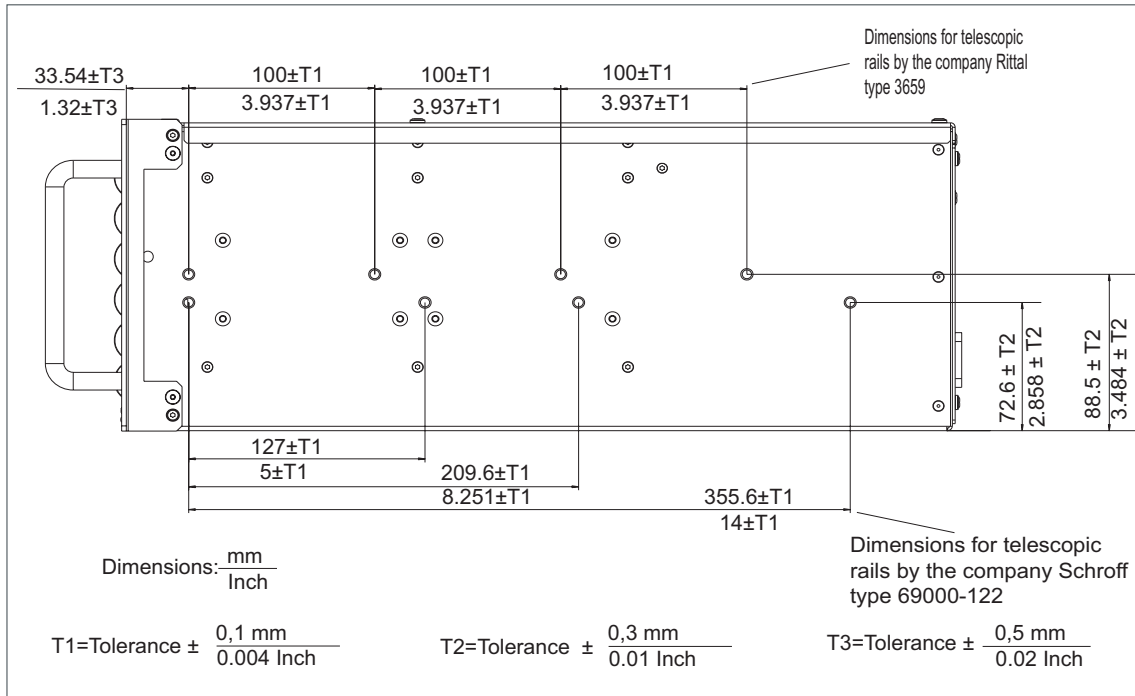 Dimensions for telescopic
rails by the company Rittal
type 3659
33.54±T3
1.32±T3
100±T1
3.937±T1
100±T1
3.937±T1
100±T1
3.937±T1
72.6 ± T2
2.858 ± T2
88.5 ± T2
3.484 ± T2
127±T1
5±T1
209.6±T1
8.251±T1
355.6±T1
14±T1
Dimensions for telescopic
rails by the company Schroff
type 69000-122
Dimensions: mm
Inch
T1=Tolerance ± 0,1 mm
0.004 Inch
T2=Tolerance ± 0,3 mm
0.01 Inch
T3=Tolerance ± 0,5 mm
0.02 Inch